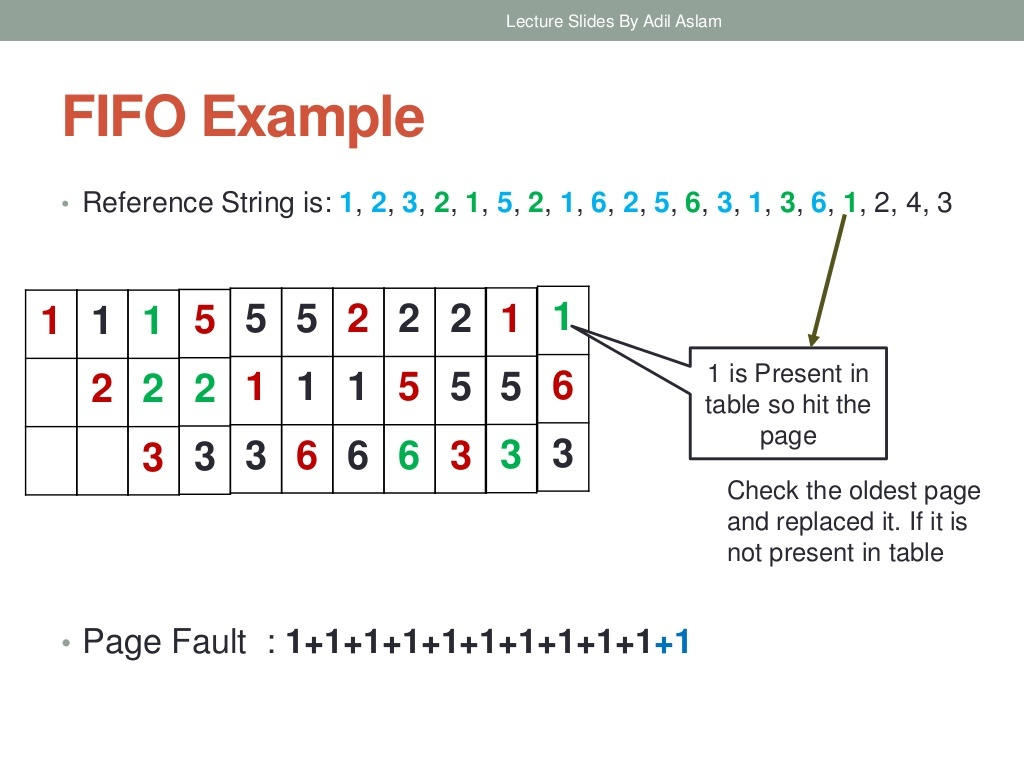 Lecture Slides By Adil Aslam
FIFO Example
• Reference String is: 1, 2, 3, 2, 1, 5, 2, 1, 6, 2, 5, 6, 3, 1, 3, 6, 1, 2, 4, 3
1 1 1 5 5 5 2 2 2 1 1
2 2 2 1 1 1 5 5 5 6
3 3 3 6 6 6 3 3 3
1 is Present in
table so hit the
page
Check the oldest page
and replaced it. If it is
not present in table
• Page Fault : 1+1+1+1+1+1+1+1+1+1+1